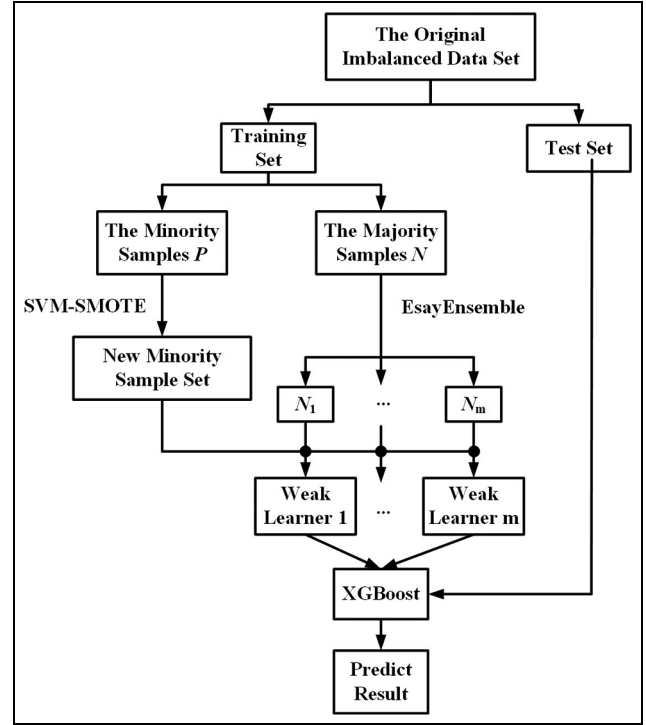 The Original
Imbalanced Data Set
Training
Set
Test Set
The Minority
Samples P
The Majority
Samples N
SVM-SMOTE
EsayEnsemble
New Minority
Sample Set
N1
...
Nm
Weak
Learner 1
...
Weak
Learner m
XGBoost
Predict
Result